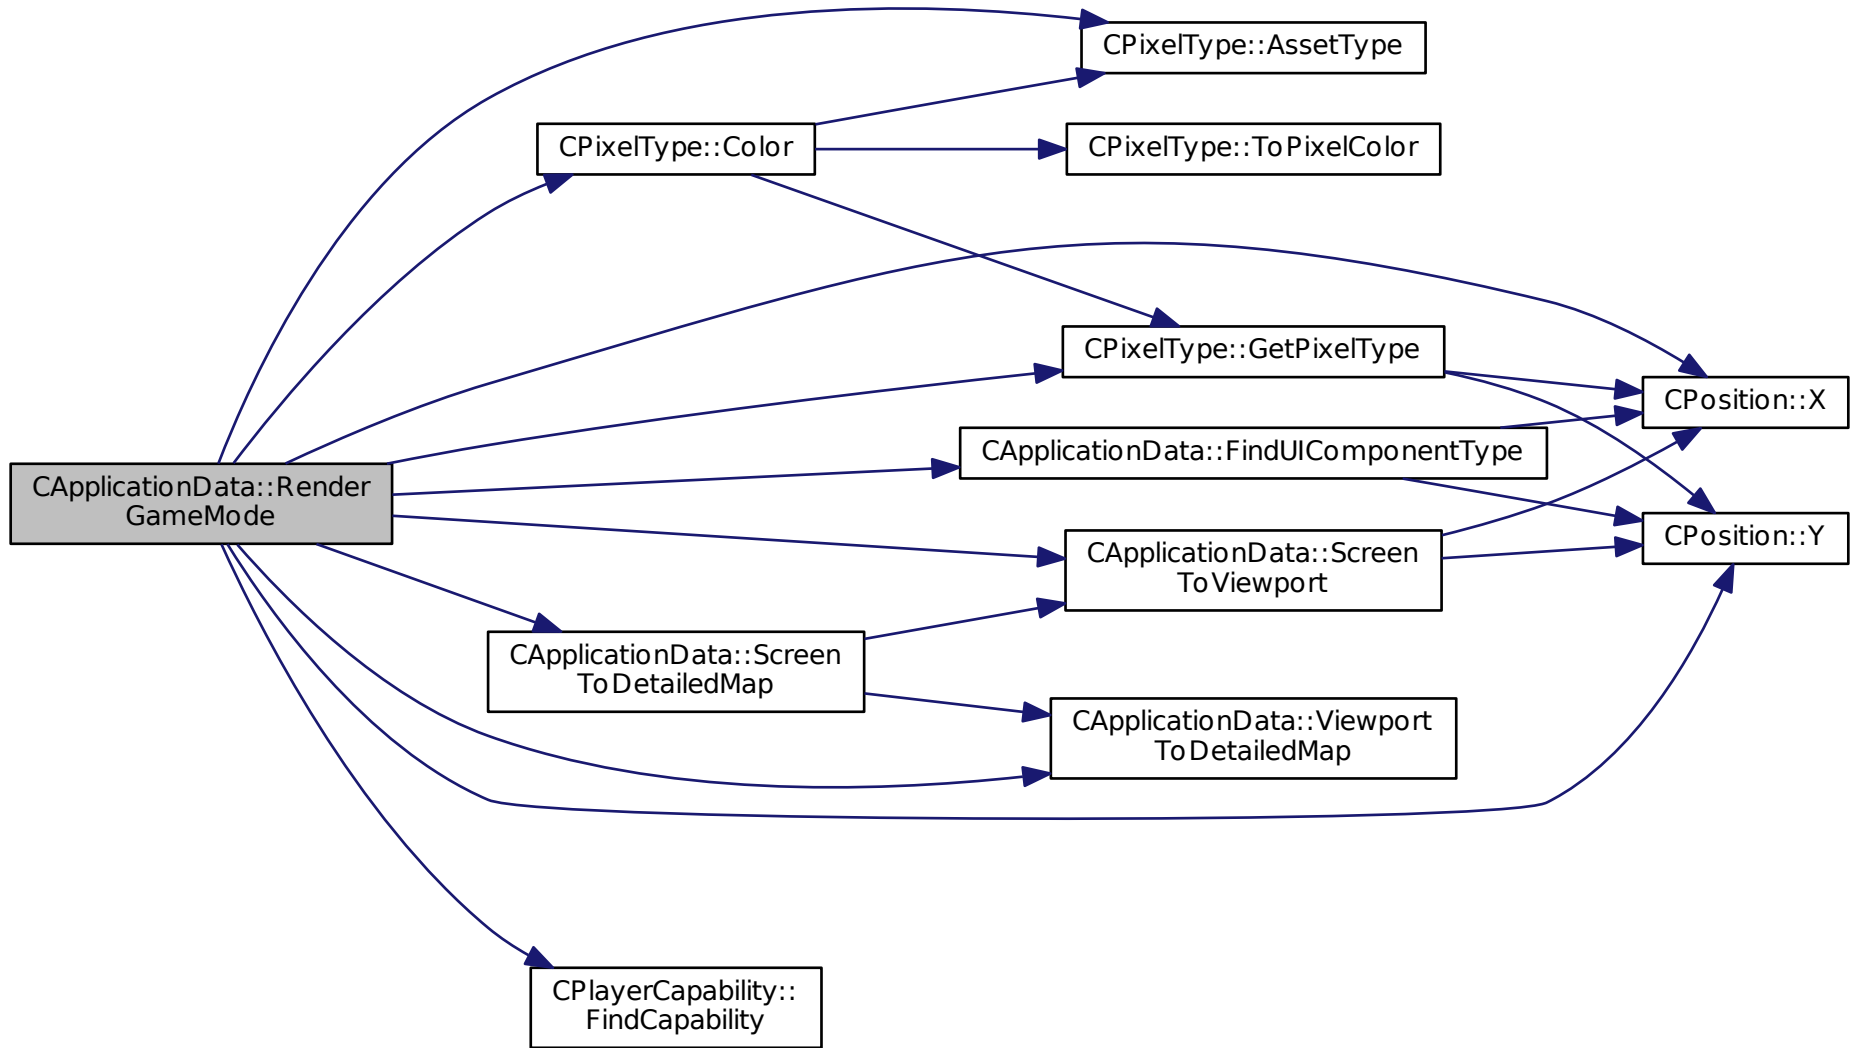 CPixelType::AssetType
CPixelType::Color
CPixelType::ToPixelColor
CPixelType::GetPixelType
CPosition::X
CApplicationData::FindUIComponentType
CApplicationData::Render
GameMode
CPosition::Y
CApplicationData::Screen
ToViewport
CApplicationData::Screen
ToDetailedMap
CApplicationData::Viewport
ToDetailedMap
CPlayerCapability::
FindCapability